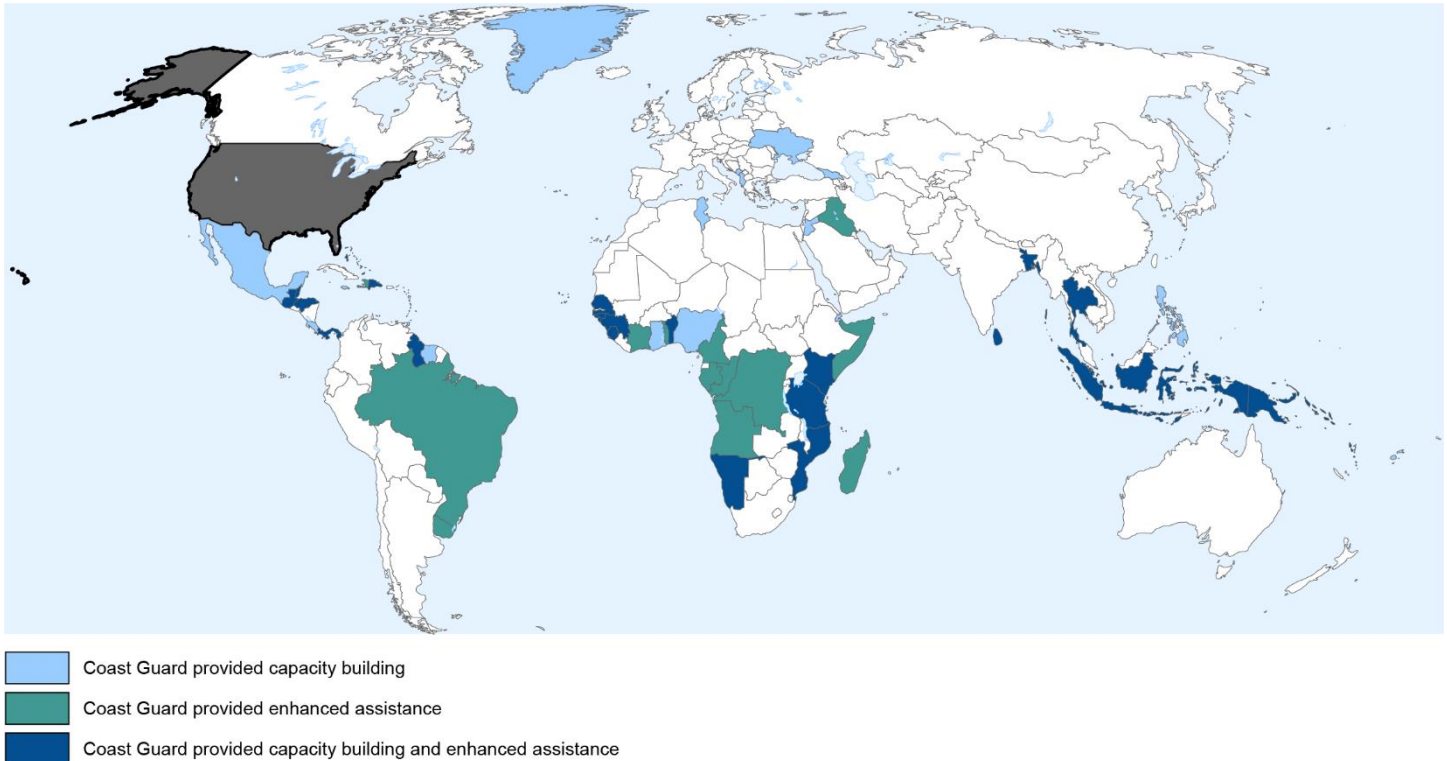 Coast Guard provided capacity building
Coast Guard provided enhanced assistance
Coast Guard provided capacity building and enhanced assistance